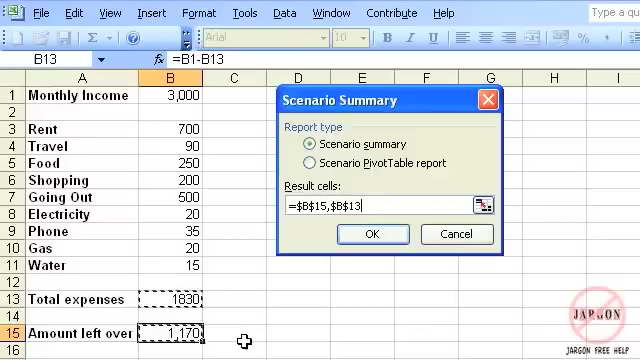 File Edit View Insert Format Tools Data Window Help Type a qu
Σ Arial 10 B I U
B13 =B1-B13
A B C D E F G H I
1 Monthly Income 3,000
2
3 Rent 700
4 Travel 90
5 Food 250
6 Shopping 200
7 Going Out 500
8 Electricity 20
9 Phone 35
10 Gas 20
11 Water 15
12
13 Total expenses 1830
14
15 Amount left over 1,170
16
Scenario Summary
Report type
Scenario summary
Scenario PivotTable report
Result cells:
=$B$15,$B$13
OK Cancel
JARGON
JARGON FREE HELP